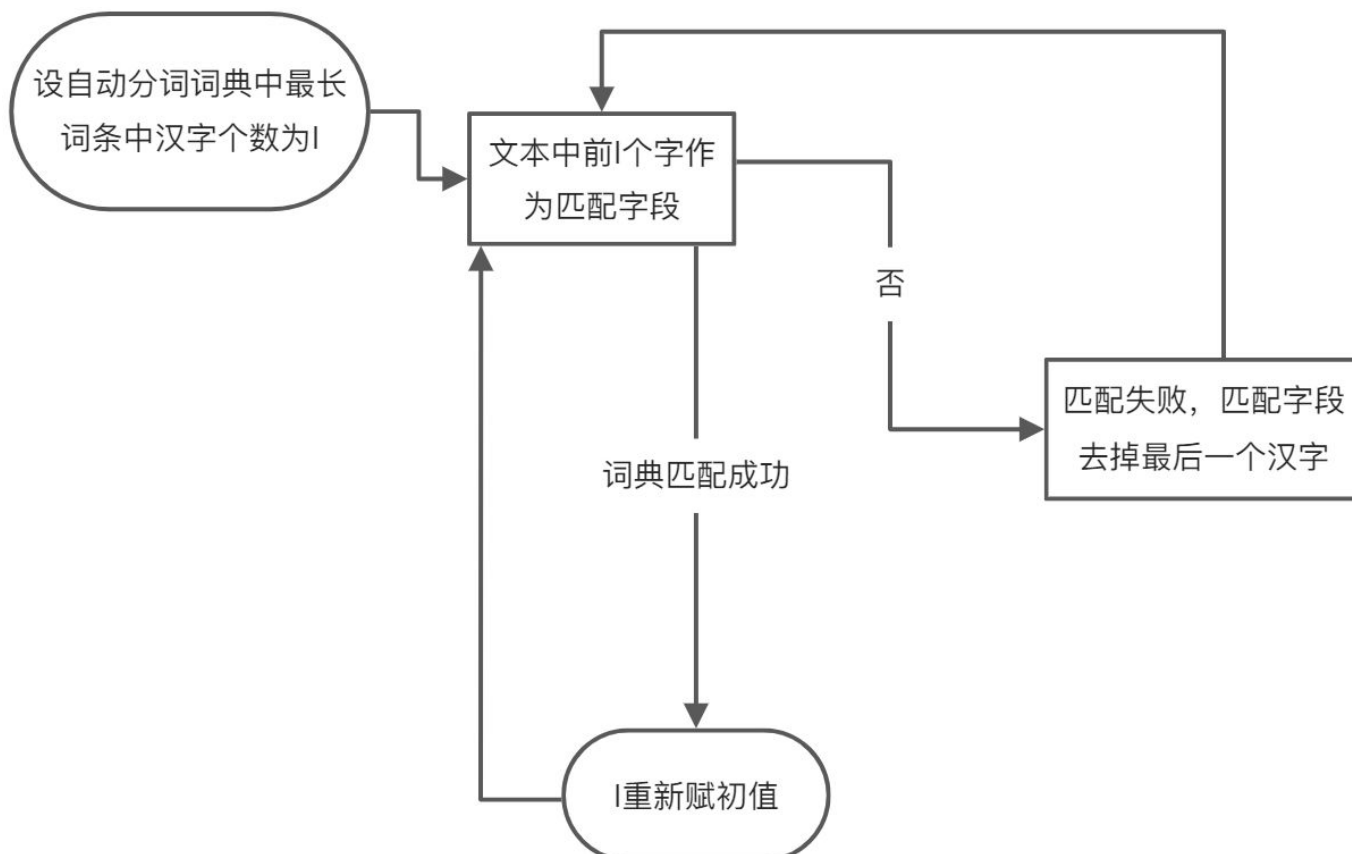 设自动分词词典中最长
词条中汉字个数为l
文本中前l个字作
为匹配字段
否
匹配失败，匹配字段
去掉最后一个汉字
词典匹配成功
l重新赋初值